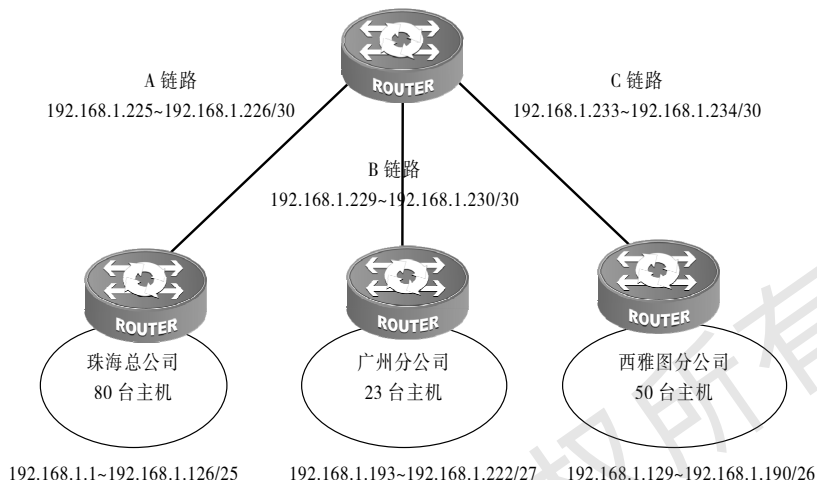 ROUTER
A 链路
192.168.1.225~192.168.1.226/30
C 链路
192.168.1.233~192.168.1.234/30
B 链路
192.168.1.229~192.168.1.230/30
ROUTER
ROUTER
ROUTER
珠海总公司
80 台主机
广州分公司
23 台主机
西雅图分公司
50 台主机
192.168.1.1~192.168.1.126/25
192.168.1.193~192.168.1.222/27
192.168.1.129~192.168.1.190/26
权所有